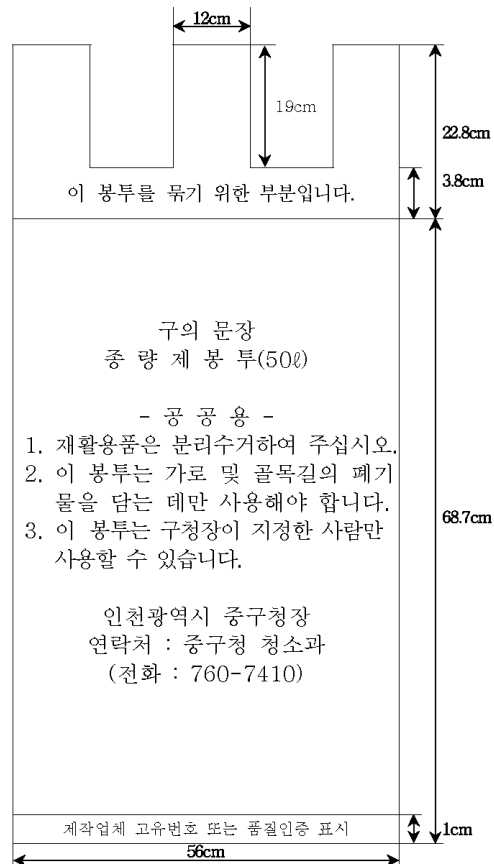 12cm
19cm
22.8cm
3.8cm
이 봉투를 묶기 위한 부분입니다.
구의 문장
종 량 제 봉 투(50ℓ)
- 공 공 용 -
1. 재활용품은 분리수거하여 주십시오.
2. 이 봉투는 가로 및 골목길의 폐기
물을 담는 데만 사용해야 합니다.
3. 이 봉투는 구청장이 지정한 사람만
사용할 수 있습니다.
68.7cm
인천광역시 중구청장
연락처 : 중구청 청소과
(전화 : 760-7410)
제작업체 고유번호 또는 품질인증 표시
1cm
56cm